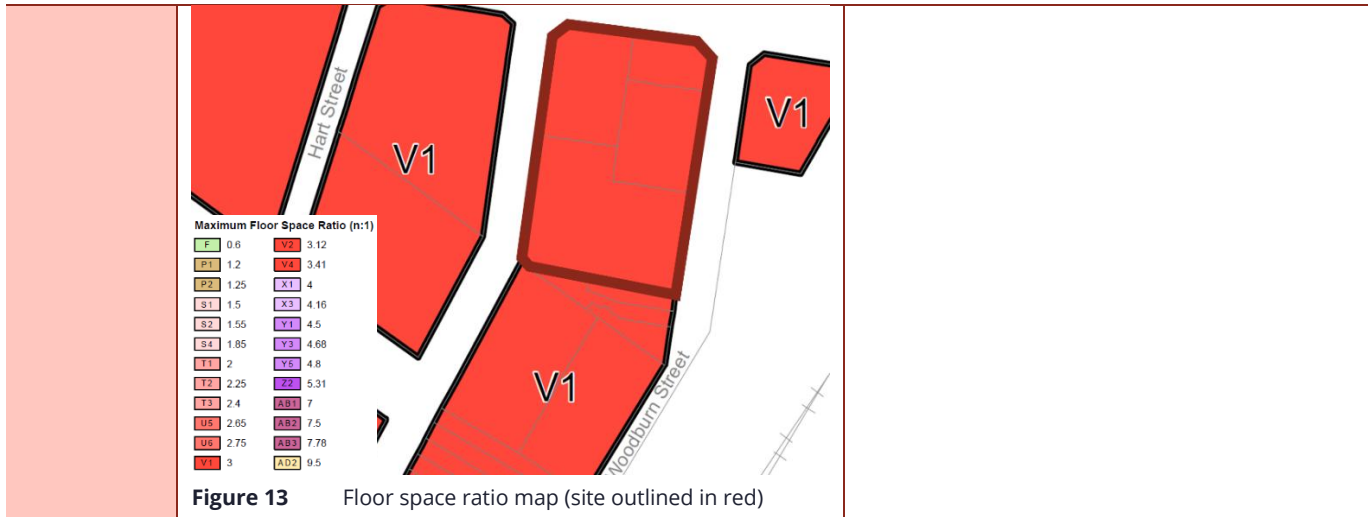 Hart Street
V1
V1
V1
Woodburn Street
Maximum Floor Space Ratio (n:1)
F 0.6 V2 3.12
P1 1.2 V4 3.41
P2 1.25 X1 4
S1 1.5 X3 4.16
S2 1.55 Y1 4.5
S4 1.85 Y3 4.68
T1 2 Y5 4.8
T2 2.25 Z2 5.31
T3 2.4 AB1 7
U5 2.65 AB2 7.5
U6 2.75 AB3 7.78
V1 3 AD2 9.5
Figure 13 Floor space ratio map (site outlined in red)